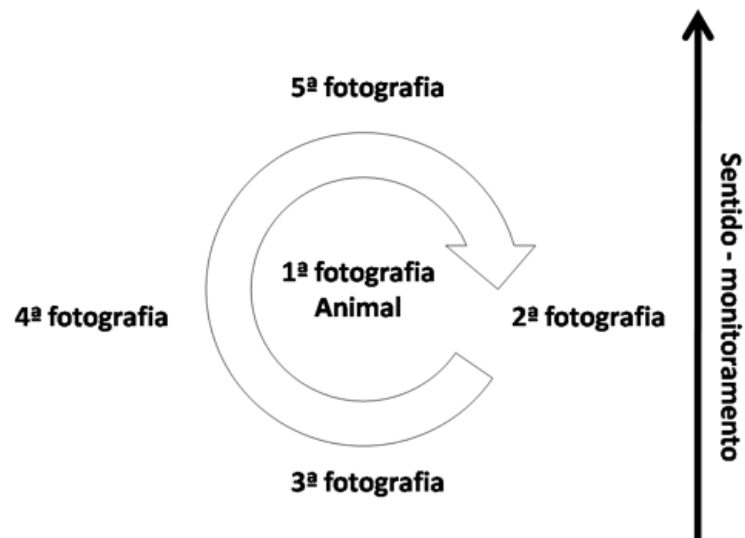 5ª fotografia
1ª fotografia
Animal
4ª fotografia
2ª fotografia
3ª fotografia
Sentido - monitoramento